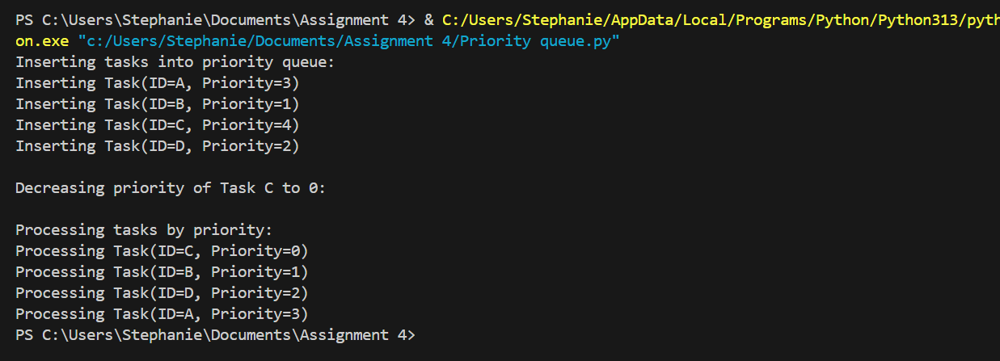 PS C:\Users\Stephanie\Documents\Assignment 4> & C:/Users/Stephanie/AppData/Local/Programs/Python/Python313/pyth
on.exe "c:/Users/Stephanie/Documents/Assignment 4/Priority queue.py"
Inserting tasks into priority queue:
Inserting Task(ID=A, Priority=3)
Inserting Task(ID=B, Priority=1)
Inserting Task(ID=C, Priority=4)
Inserting Task(ID=D, Priority=2)
Decreasing priority of Task C to 0:
Processing tasks by priority:
Processing Task(ID=C, Priority=0)
Processing Task(ID=B, Priority=1)
Processing Task(ID=D, Priority=2)
Processing Task(ID=A, Priority=3)
PS C:\Users\Stephanie\Documents\Assignment 4>